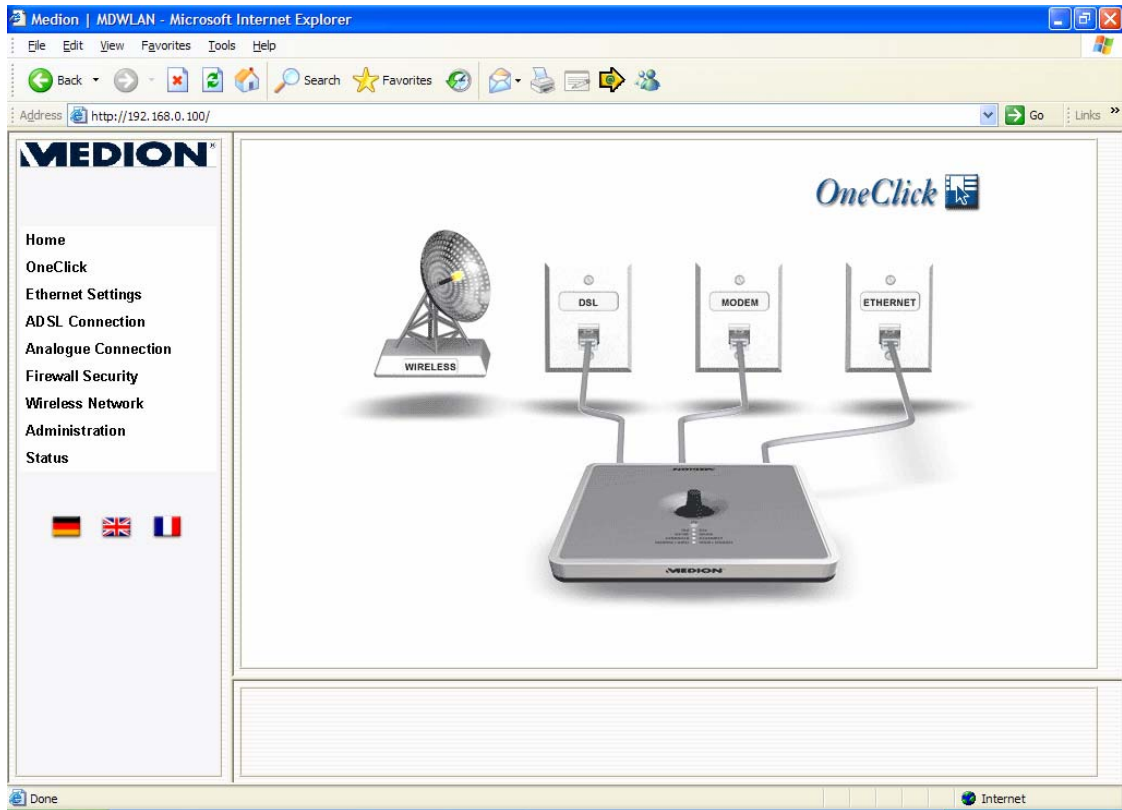 Medion | MDWLAN - Microsoft Internet Explorer
File Edit View Favorites Tools Help
Back Search Favorites
Address http://192.168.0.100/ Go Links »
MEDION®
OneClick
Home
OneClick
Ethernet Settings
ADSL Connection
Analogue Connection
Firewall Security
Wireless Network
Administration
Status
WIRELESS
DSL
MODEM
ETHERNET
MEDION
MEDION
Done Internet